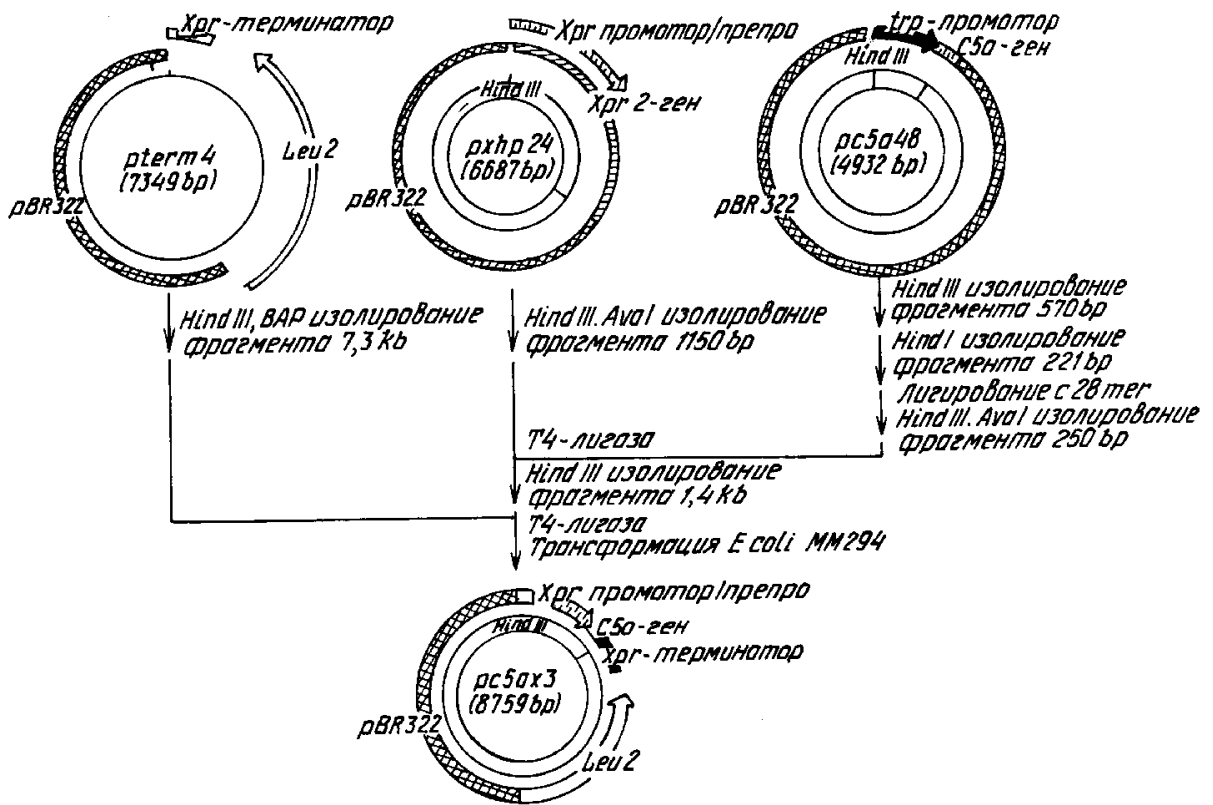 Xpr-терминатор
Leu 2
pterm 4
(7349 bp)
pBR322
Xpr промотор/препро
Hind III
Xpr 2-ген
pxhp 24
(6687 bp)
pBR322
trp-промотор
C5a-ген
Hind III
pc5a48
(4932 bp)
pBR322
Hind III, BAP изолирование
фрагмента 7,3 kb
Hind III. AvaI изолирование
фрагмента 1150 bp
Hind III изолирование
фрагмента 570 bp
Hind I изолирование
фрагмента 221 bp
Лигирование с 28 mer
Hind III. AvaI изолирование
фрагмента 250 bp
T4-лигаза
Hind III изолирование
фрагмента 1,4 kb
T4-лигаза
Трансформация E coli MM294
Xpr промотор/препро
Hind III
C5a-ген
Xpr-терминатор
pc5ax3
(8759 bp)
pBR322
Leu 2